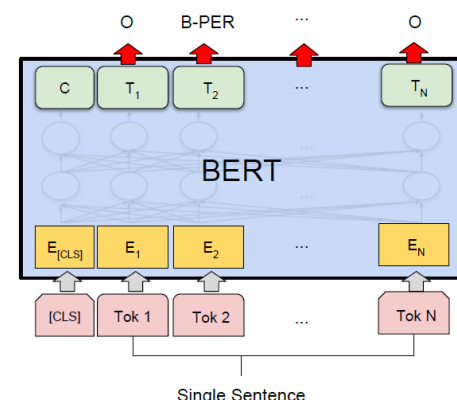 O B-PER ... O
C T1 T2 ... TN
...
BERT
...
E[CLS] E1 E2 ... EN
[CLS] Tok 1 Tok 2 ... Tok N
Single Sentence